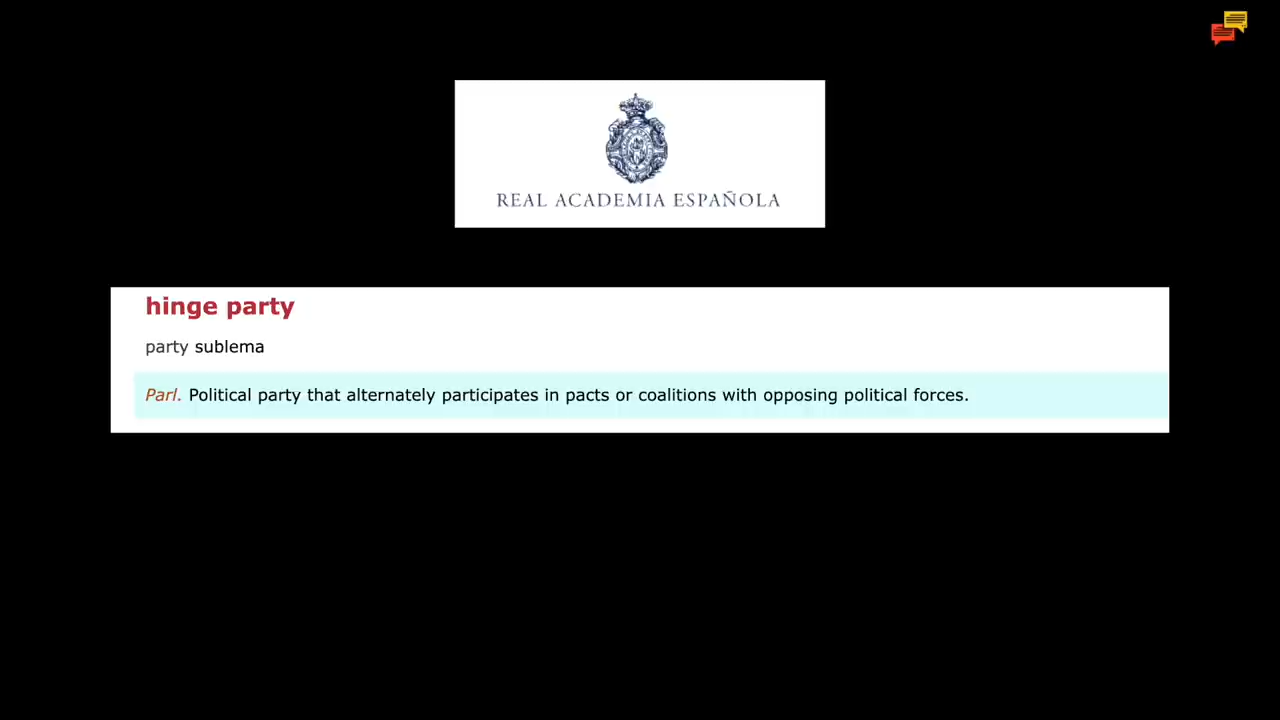 REAL ACADEMIA ESPAÑOLA
hinge party
party sublema
Parl. Political party that alternately participates in pacts or coalitions with opposing political forces.